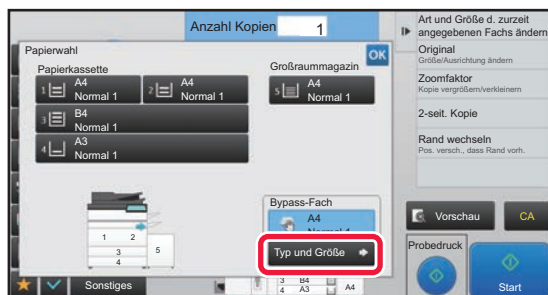 Anzahl Kopien 1
Papierwahl
OK
Papierkassette
Großraummagazin
1 A4
Normal 1
2 A4
Normal 1
5 A4
Normal 1
3 B4
Normal 1
4 A3
Normal 1
1 2
3
4
5
Bypass-Fach
A4
Normal 1
Typ und Größe
Sonstiges
3 B4
4 A3
A4
Art und Größe d. zurzeit
angegebenen Fachs ändern
Original
Größe/Ausrichtung ändern
Zoomfaktor
Kopie vergrößern/verkleinern
2-seit. Kopie
Rand wechseln
Pos. versch., dass Rand vorh.
Vorschau
CA
Probedruck
Start